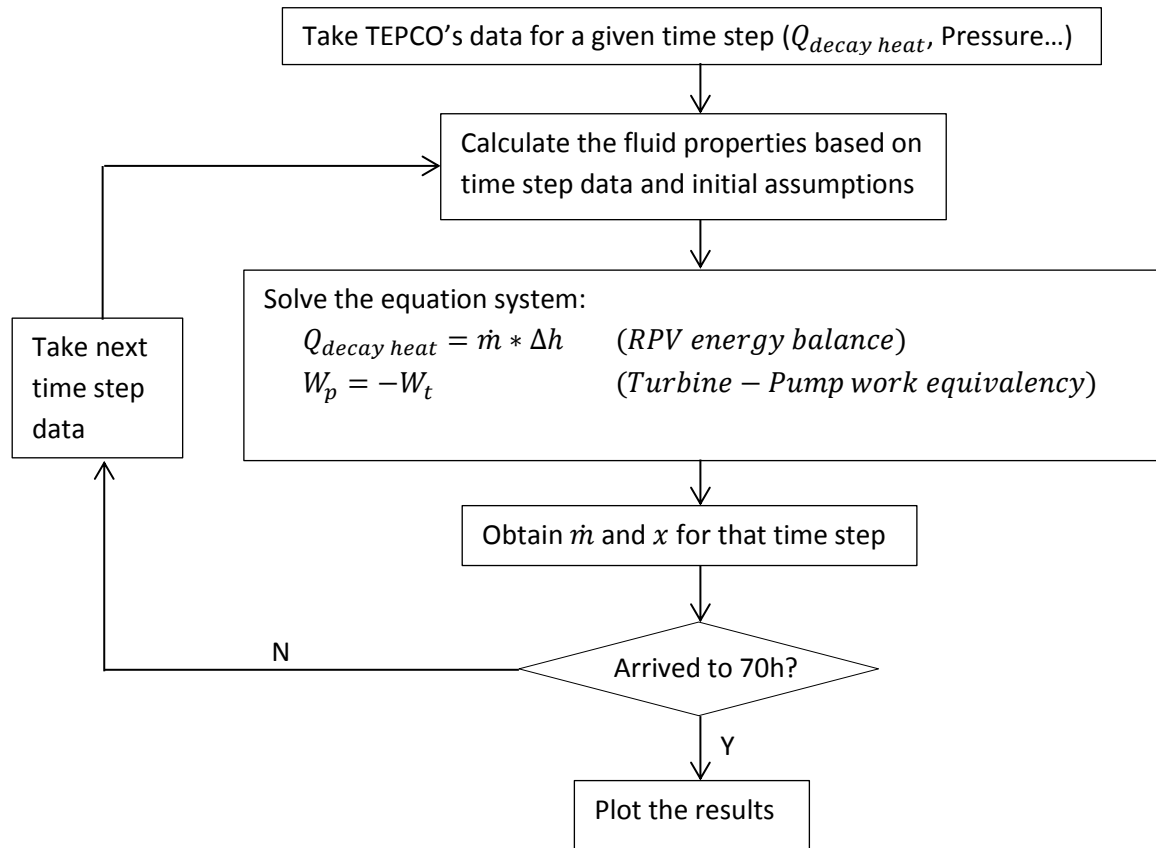 Take TEPCO's data for a given time step (Q_decay heat, Pressure…)
Calculate the fluid properties based on
time step data and initial assumptions
Solve the equation system:
Q_decay heat = ṁ ∗ Δh (RPV energy balance)
W_p = −W_t (Turbine − Pump work equivalency)
Take next
time step
data
Obtain ṁ and x for that time step
N
Arrived to 70h?
Y
Plot the results